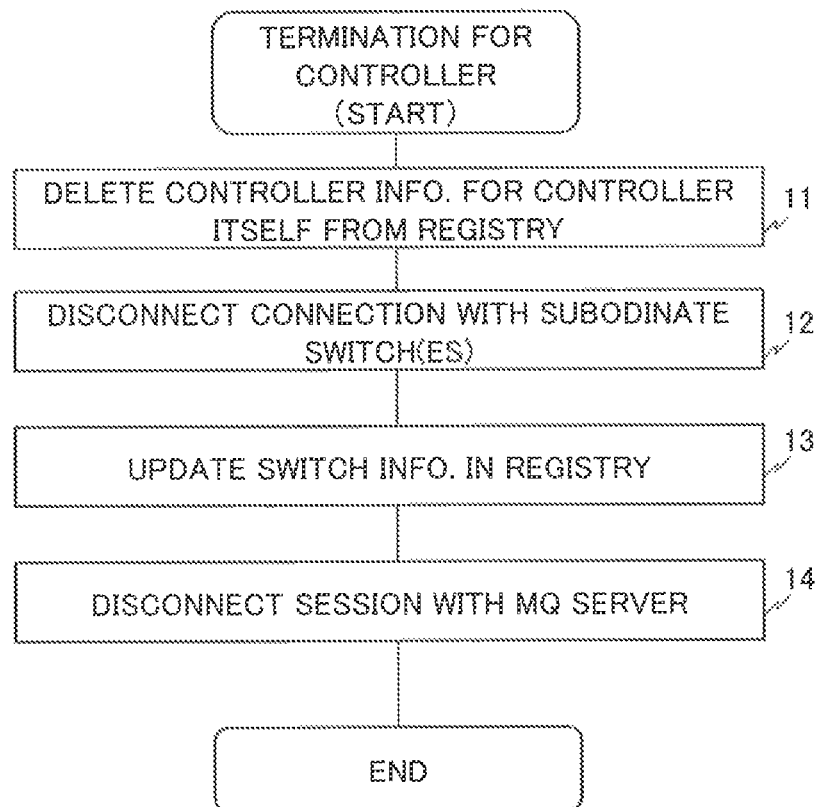 TERMINATION FOR
CONTROLLER
(START)
DELETE CONTROLLER INFO. FOR CONTROLLER
ITSELF FROM REGISTRY
11
DISCONNECT CONNECTION WITH SUBODINATE
SWITCH(ES)
12
UPDATE SWITCH INFO. IN REGISTRY
13
DISCONNECT SESSION WITH MQ SERVER
14
END